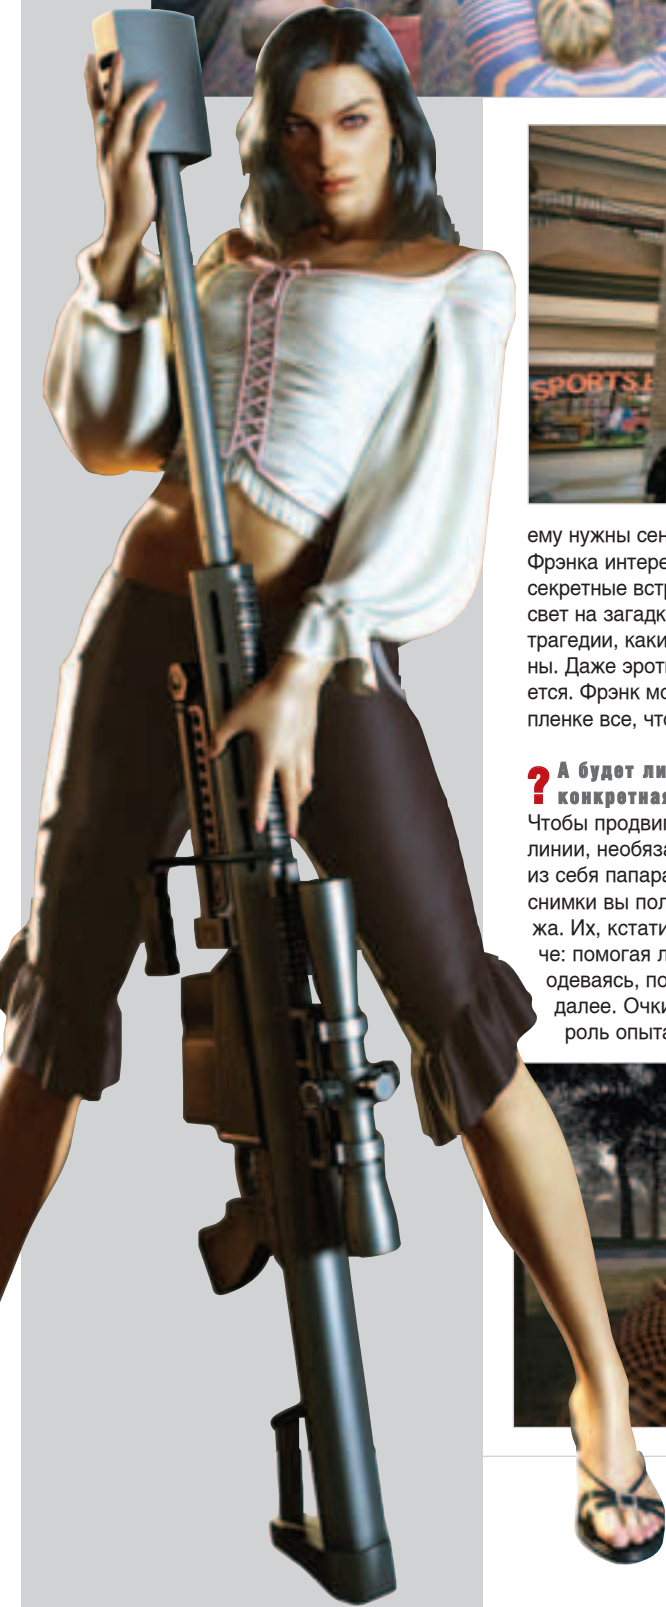 SPORTS.
ему нужны сен
Фрэнка интере
секретные встр
свет на загадк
трагедии, каки
ны. Даже эроти
ется. Фрэнк мо
пленке все, что
? А будет ли
конкретная
Чтобы продвиг
линии, необяза
из себя папара
снимки вы пол
жа. Их, кстати
че: помогая л
одеваясь, по
далее. Очки
роль опыта